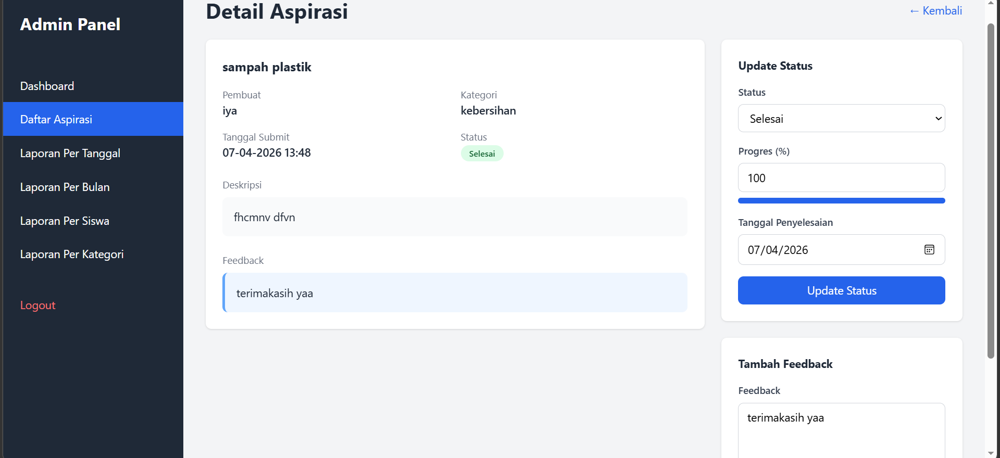 Admin Panel
Dashboard
Daftar Aspirasi
Laporan Per Tanggal
Laporan Per Bulan
Laporan Per Siswa
Laporan Per Kategori
Logout
Detail Aspirasi
← Kembali
sampah plastik
Pembuat
iya
Kategori
kebersihan
Tanggal Submit
07-04-2026 13:48
Status
Selesai
Deskripsi
fhcmnv dfvn
Feedback
terimakasih yaa
Update Status
Status
Selesai
Progres (%)
100
Tanggal Penyelesaian
07/04/2026
Update Status
Tambah Feedback
Feedback
terimakasih yaa